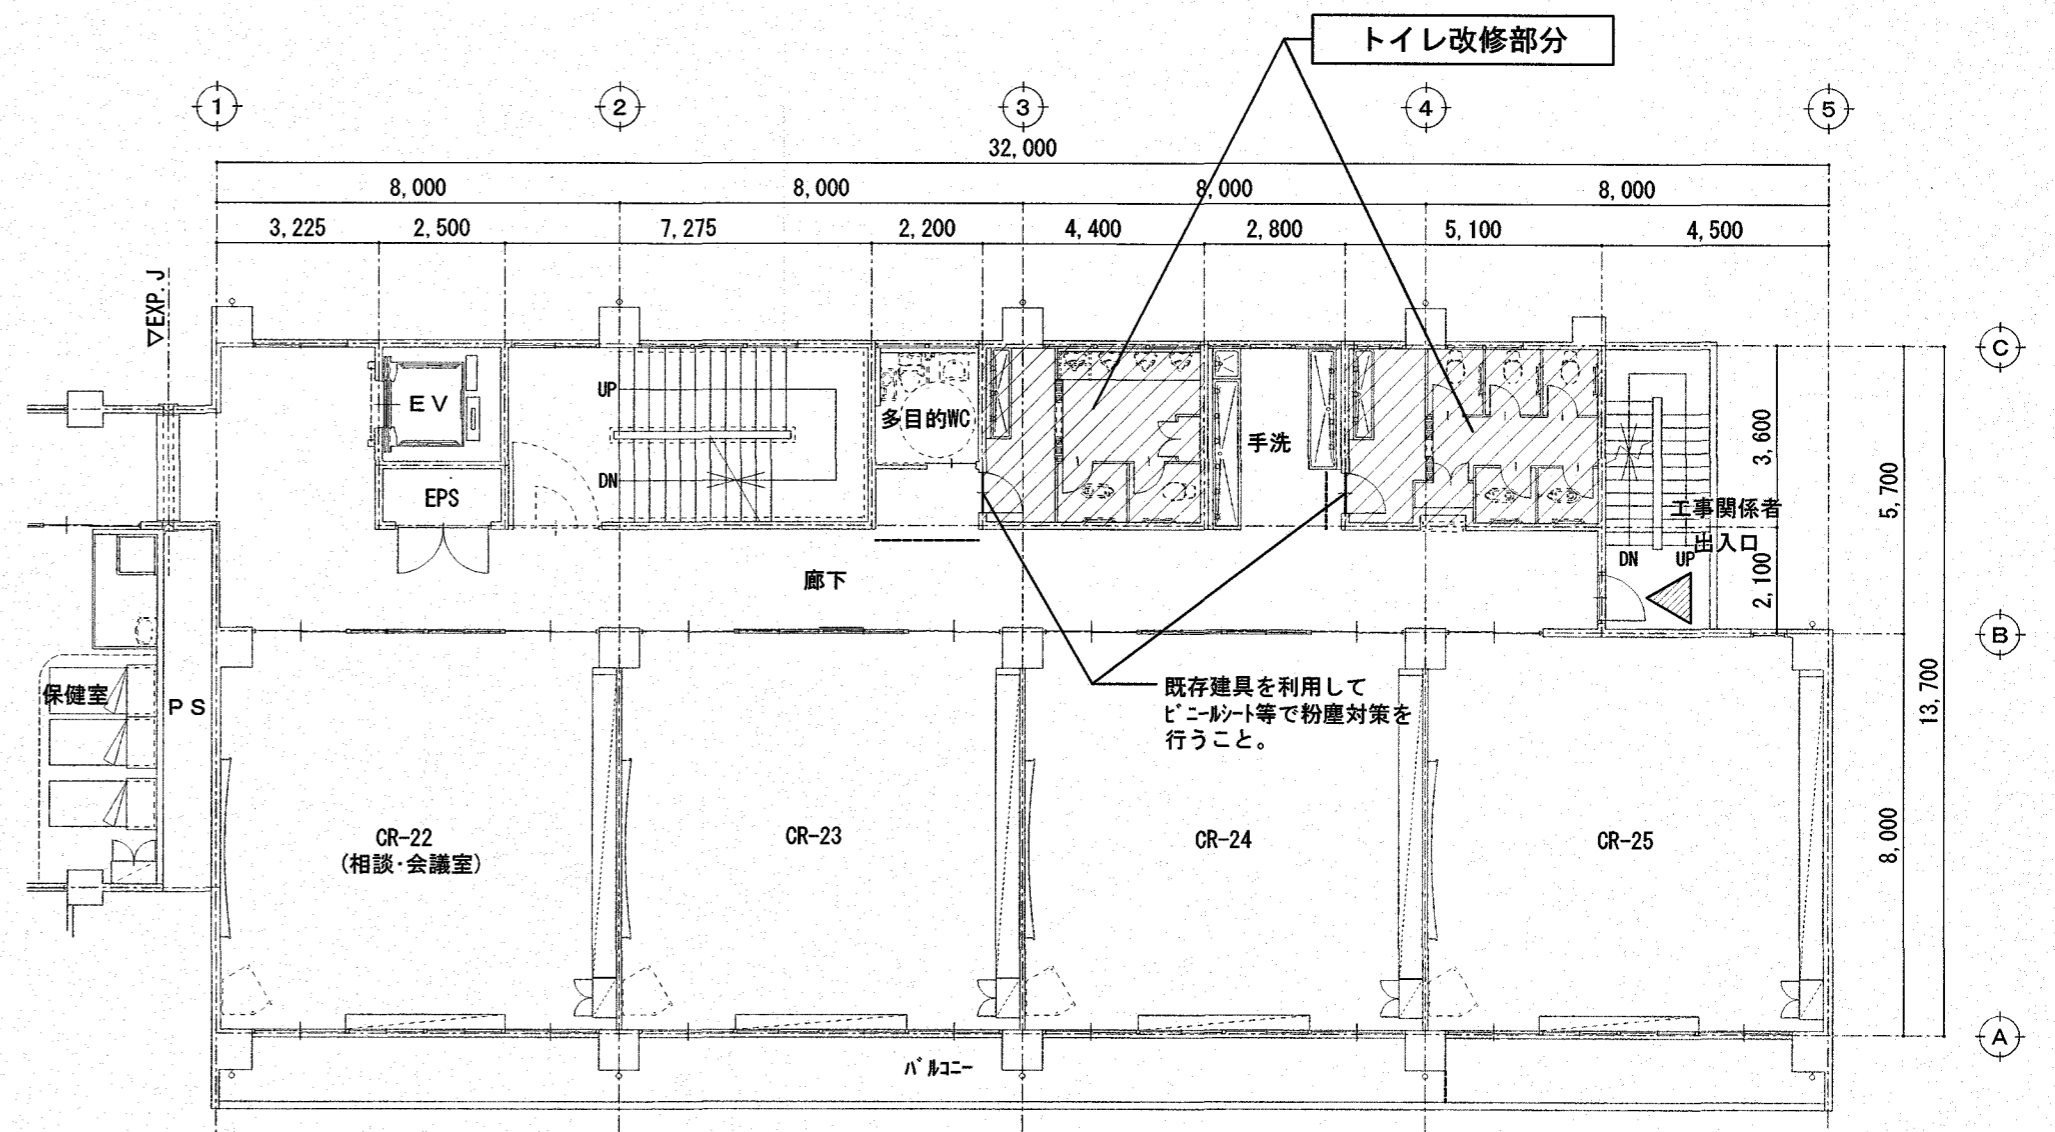 トイレ改修部分
1 2 3 4 5
32,000
8,000 8,000 8,000 8,000
3,225 2,500 7,275 2,200 4,400 2,800 5,100 4,500
▽EXP.J
C
EV
UP
多目的WC
手洗
3,600
5,700
DN
EPS
工事関係者
出入口
DN UP
2,100
廊下
B
13,700
保健室
PS
既存建具を利用して
ビニールシート等で粉塵対策を
行うこと。
CR-22
(相談・会議室)
CR-23
CR-24
CR-25
8,000
A
バルコニー